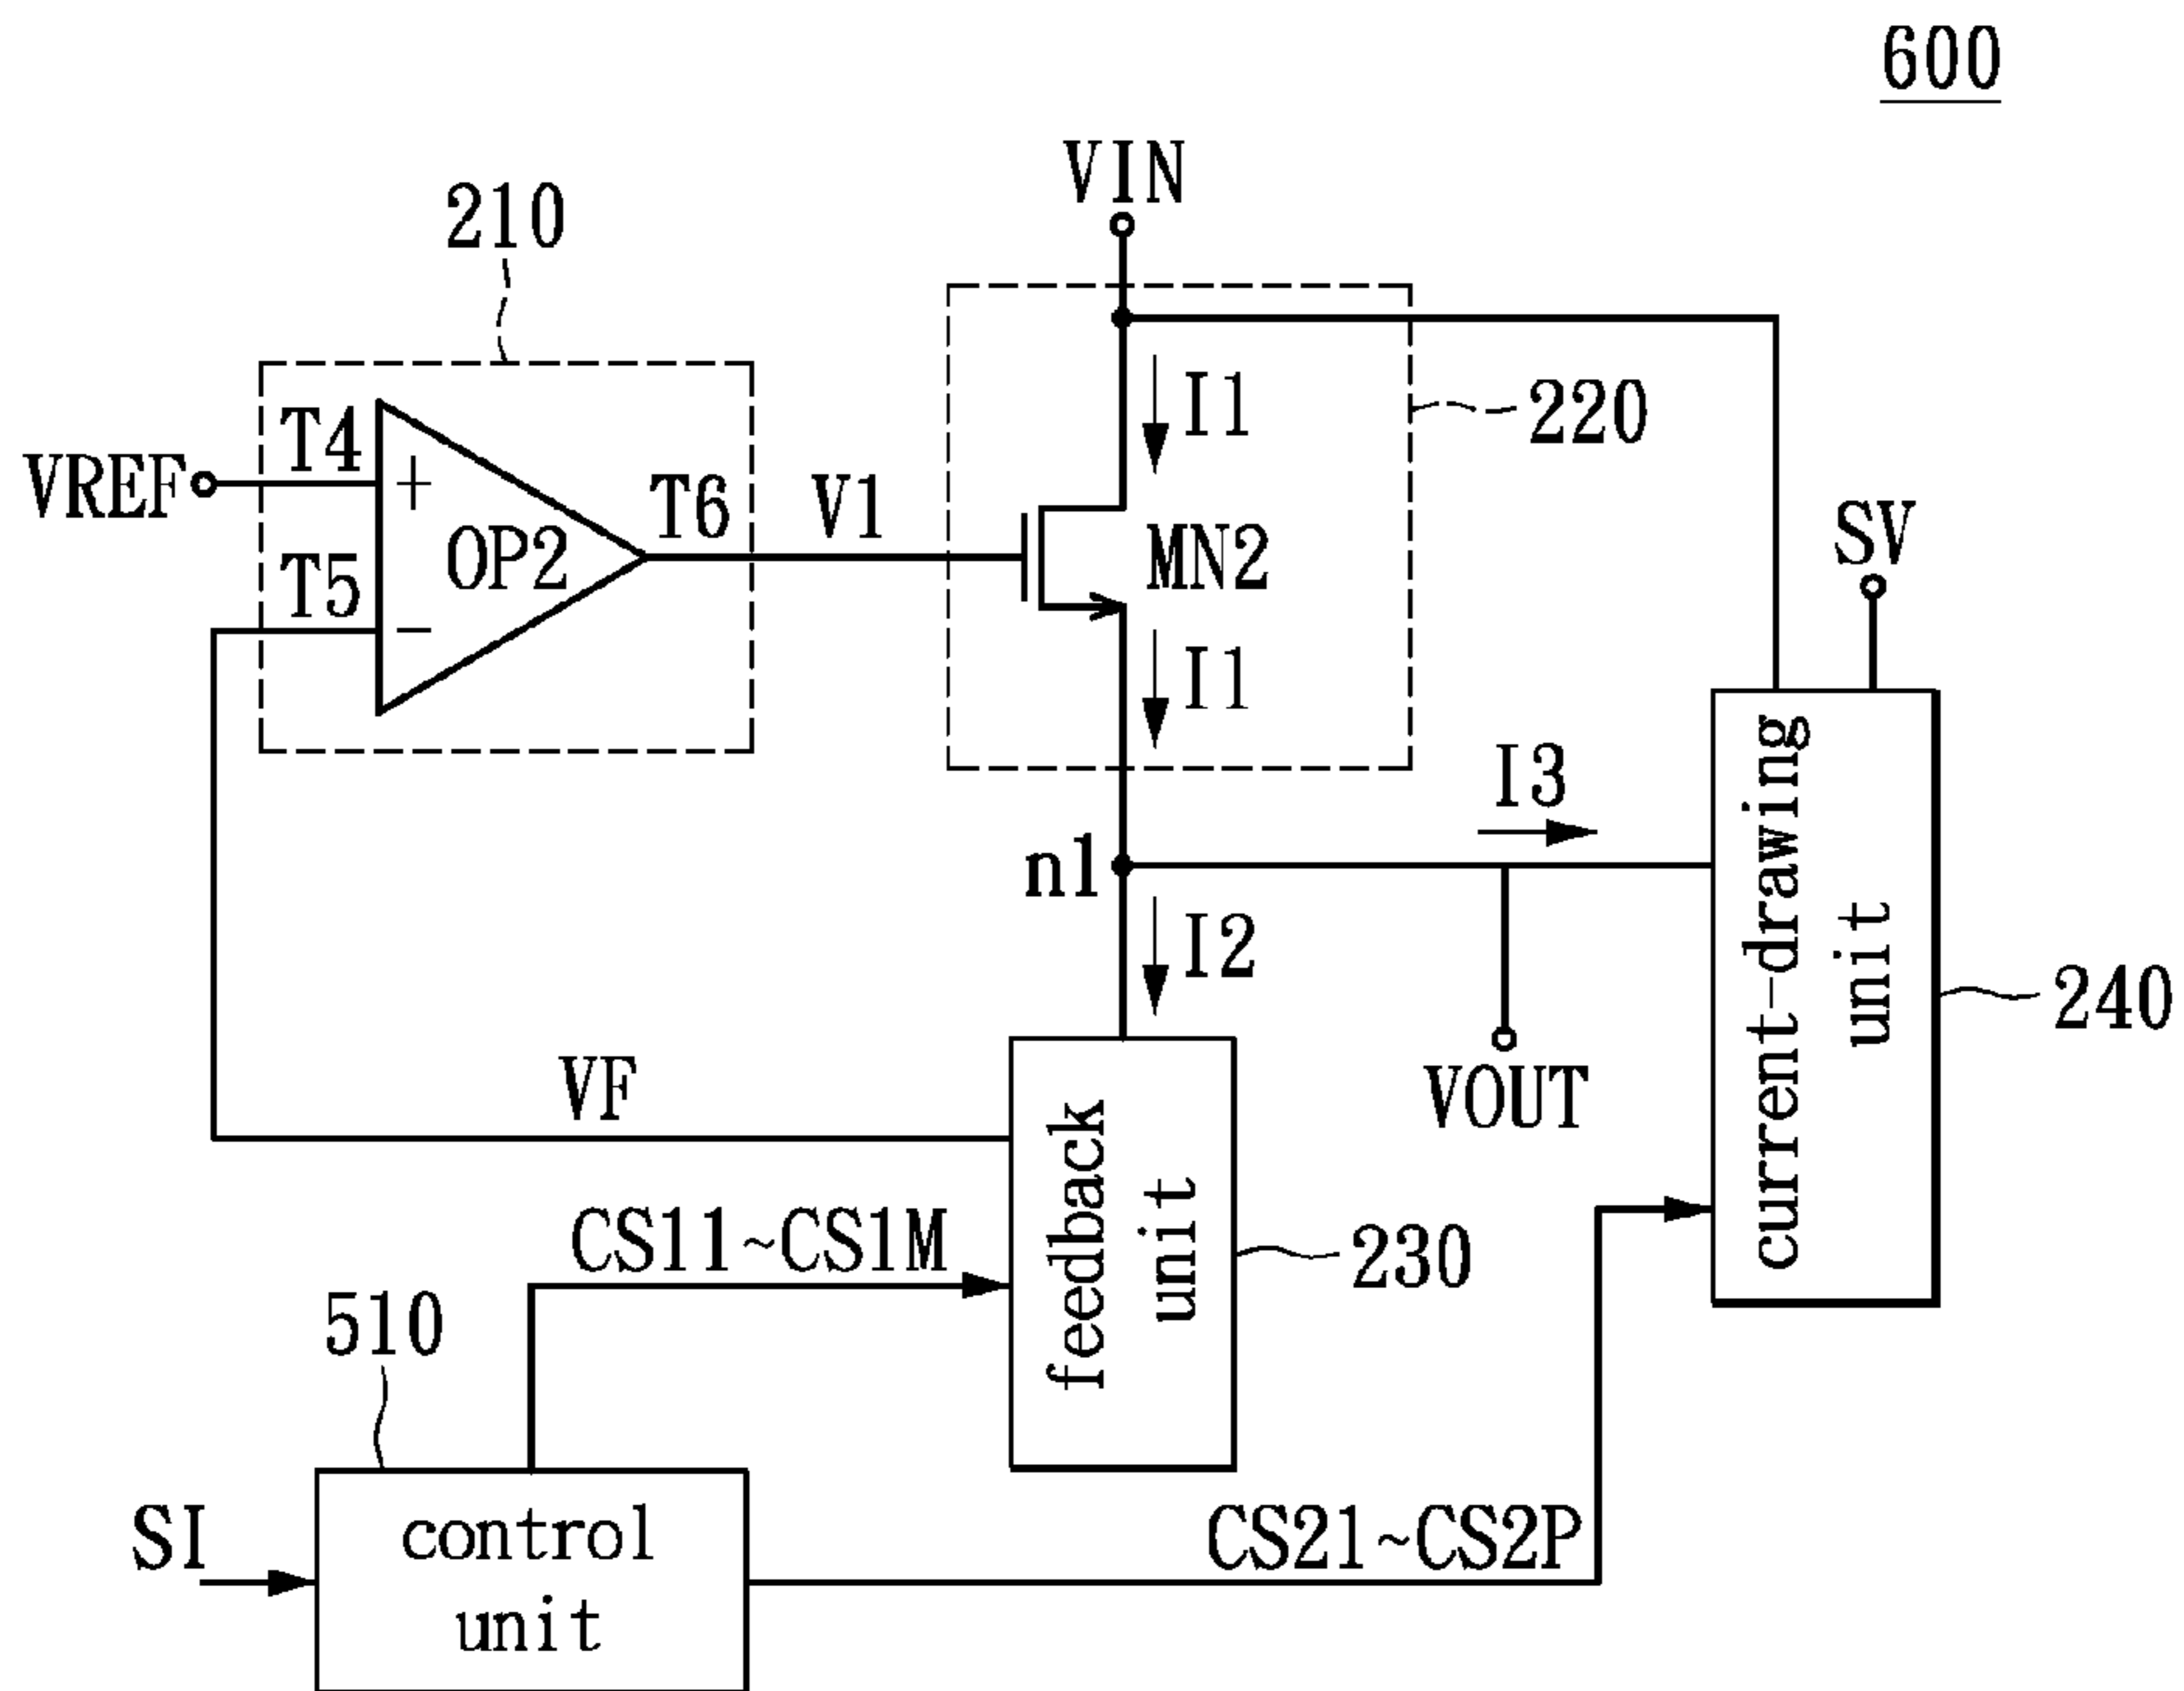 600
VIN
210
I1
220
T4
VREF
+
T6
V1
SV
OP2
MN2
T5
−
I1
I3
n1
I2
current-drawing
unit
240
VF
VOUT
feedback
unit
CS11~CS1M
230
510
SI
control
unit
CS21~CS2P